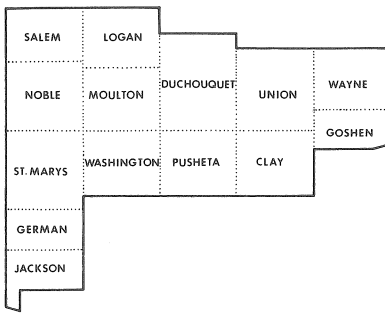 SALEM
LOGAN
DUCHOUQUET
WAYNE
NOBLE
MOULTON
UNION
GOSHEN
ST. MARYS
WASHINGTON
PUSHETA
CLAY
GERMAN
JACKSON